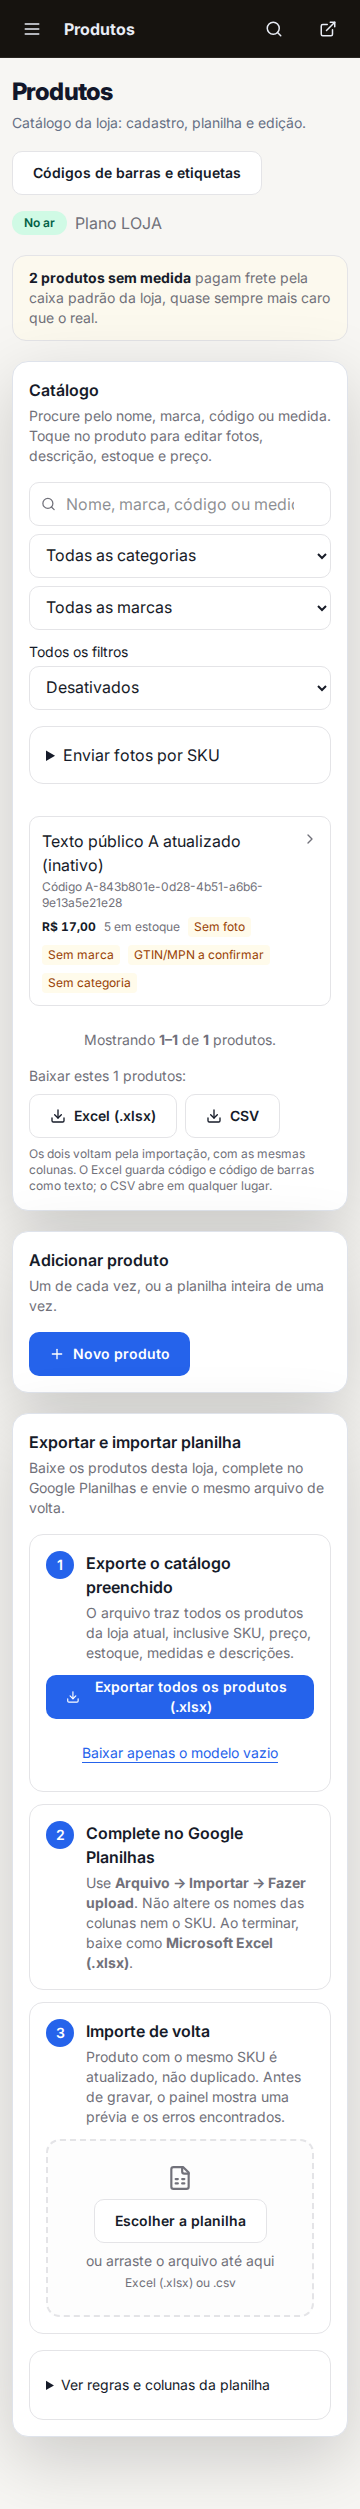 Produtos
Produtos
Catálogo da loja: cadastro, planilha e edição.
Códigos de barras e etiquetas
No ar Plano LOJA
2 produtos sem medida pagam frete pela
caixa padrão da loja, quase sempre mais caro
que o real.
Catálogo
Procure pelo nome, marca, código ou medida.
Toque no produto para editar fotos,
descrição, estoque e preço.
Nome, marca, código ou medi
Todas as categorias
Todas as marcas
Todos os filtros
Desativados
Enviar fotos por SKU
Texto público A atualizado
(inativo)
Código A-843b801e-0d28-4b51-a6b6-
9e13a5e21e28
R$ 17,00 5 em estoque Sem foto
Sem marca GTIN/MPN a confirmar
Sem categoria
Mostrando 1–1 de 1 produtos.
Baixar estes 1 produtos:
Excel (.xlsx) CSV
Os dois voltam pela importação, com as mesmas
colunas. O Excel guarda código e código de barras
como texto; o CSV abre em qualquer lugar.
Adicionar produto
Um de cada vez, ou a planilha inteira de uma
vez.
+ Novo produto
Exportar e importar planilha
Baixe os produtos desta loja, complete no
Google Planilhas e envie o mesmo arquivo de
volta.
1 Exporte o catálogo
preenchido
O arquivo traz todos os produtos
da loja atual, inclusive SKU, preço,
estoque, medidas e descrições.
Exportar todos os produtos
(.xlsx)
Baixar apenas o modelo vazio
2 Complete no Google
Planilhas
Use Arquivo → Importar → Fazer
upload. Não altere os nomes das
colunas nem o SKU. Ao terminar,
baixe como Microsoft Excel
(.xlsx).
3 Importe de volta
Produto com o mesmo SKU é
atualizado, não duplicado. Antes
de gravar, o painel mostra uma
prévia e os erros encontrados.
Escolher a planilha
ou arraste o arquivo até aqui
Excel (.xlsx) ou .csv
Ver regras e colunas da planilha